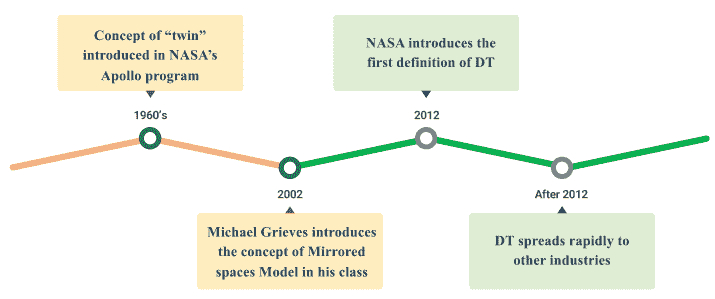 Concept of “twin”
introduced in NASA’s
Apollo program
1960’s
2002
Michael Grieves introduces
the concept of Mirrored
spaces Model in his class
NASA introduces the
first definition of DT
2012
After 2012
DT spreads rapidly to
other industries